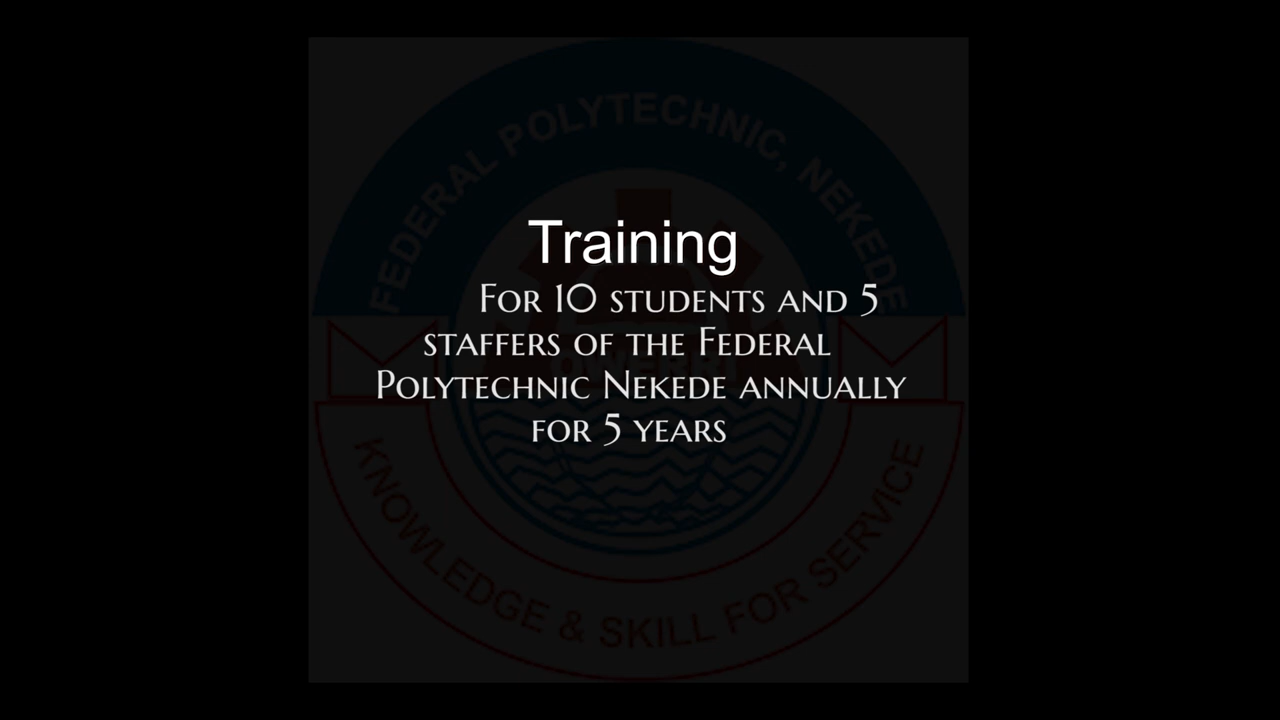 FEDERAL POLYTECHNIC, NEKEDE
Training
FOR 10 STUDENTS AND 5
STAFFERS OF THE FEDERAL
POLYTECHNIC NEKEDE ANNUALLY
FOR 5 YEARS
OWERRI
KNOWLEDGE & SKILL FOR SERVICE